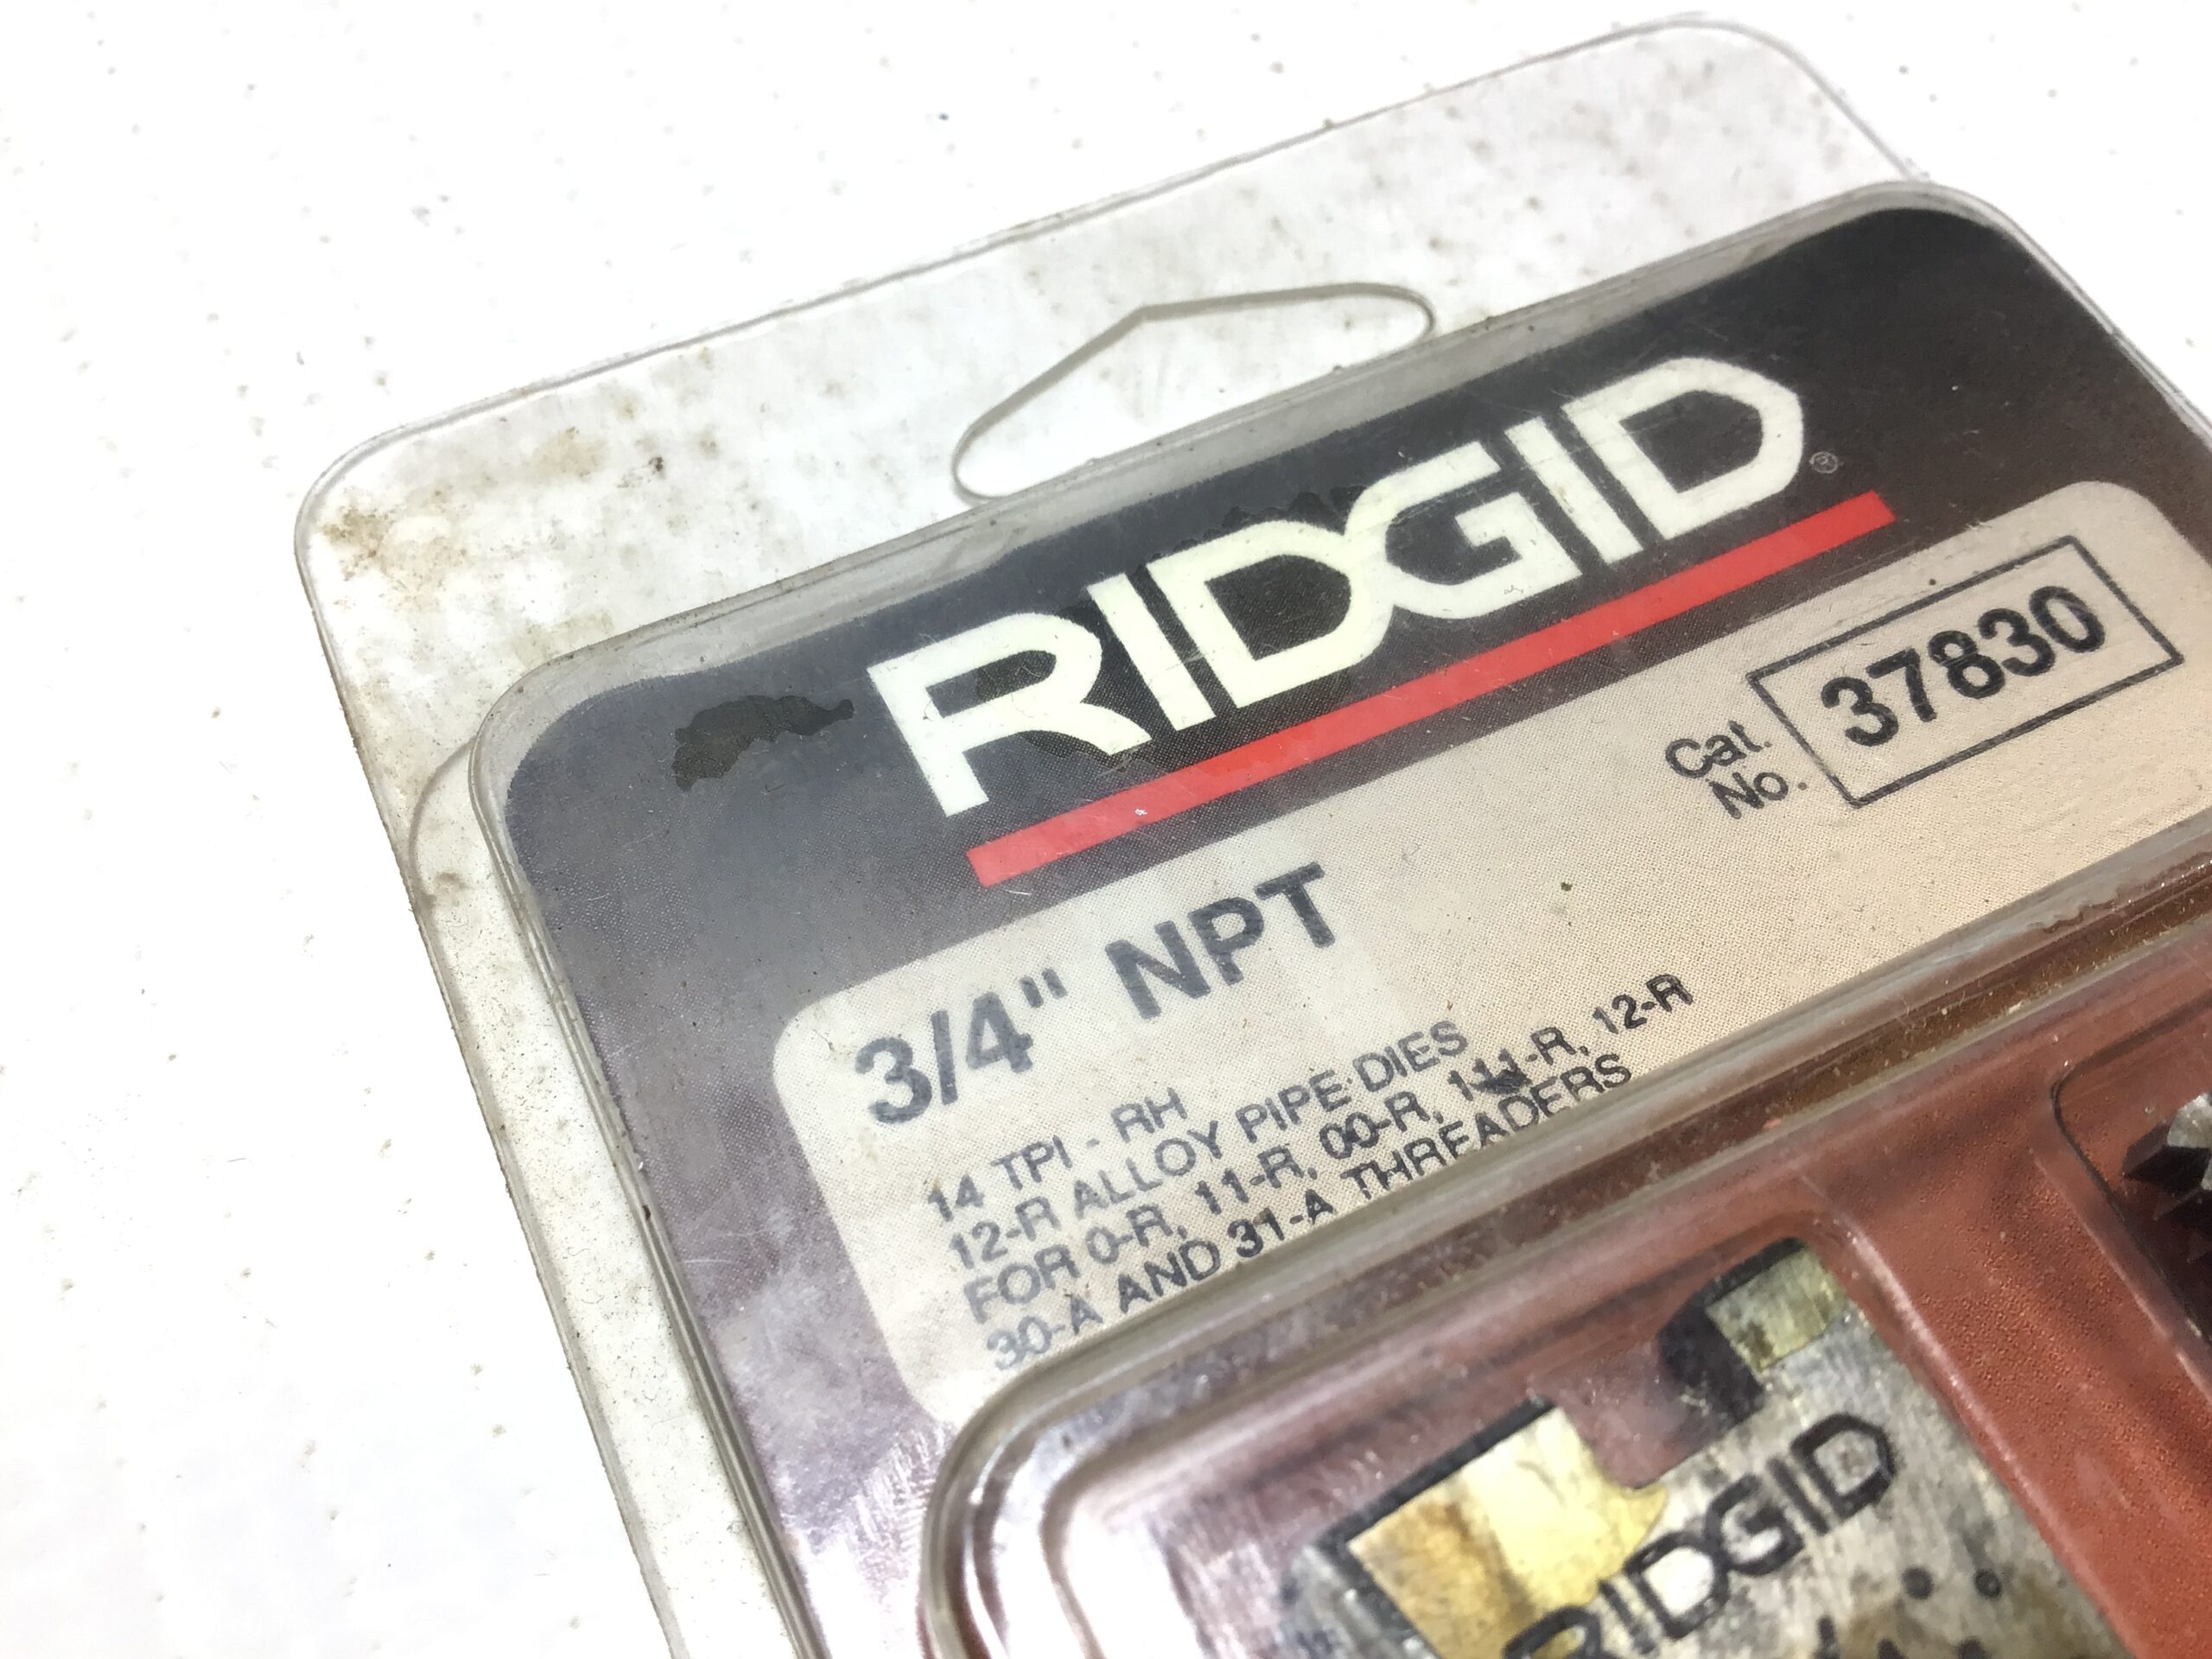 RIDGID®
Cat. No. 37830
3/4" NPT
14 TPI - RH
12-R ALLOY PIPE DIES
FOR 0-R, 11-R, 00-R, 111-R, 12-R
30-A AND 31-A THREADERS
RIDGID